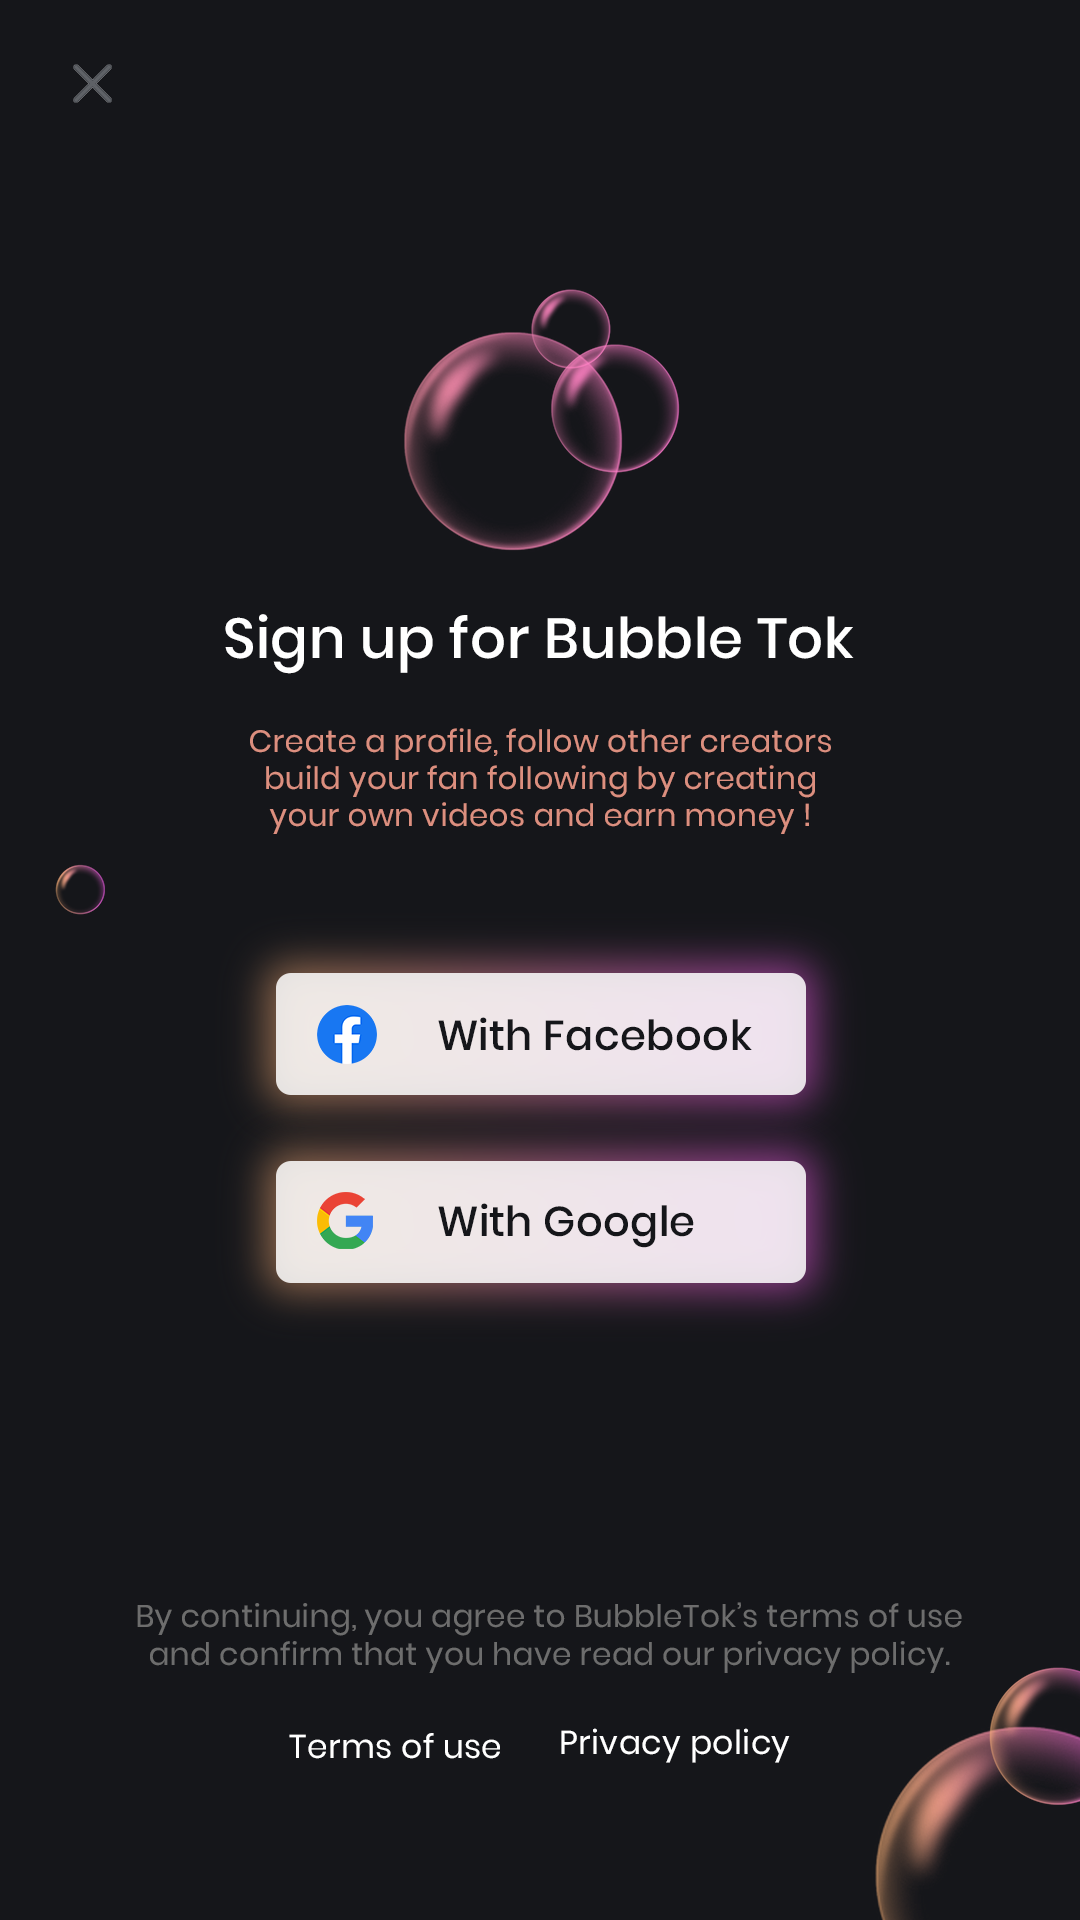 Sign up for Bubble Tok
Create a profile, follow other creators
build your fan following by creating
your own videos and earn money !
With Facebook
With Google
By continuing, you agree to BubbleTok’s terms of use
and confirm that you have read our privacy policy.
Terms of use
Privacy policy